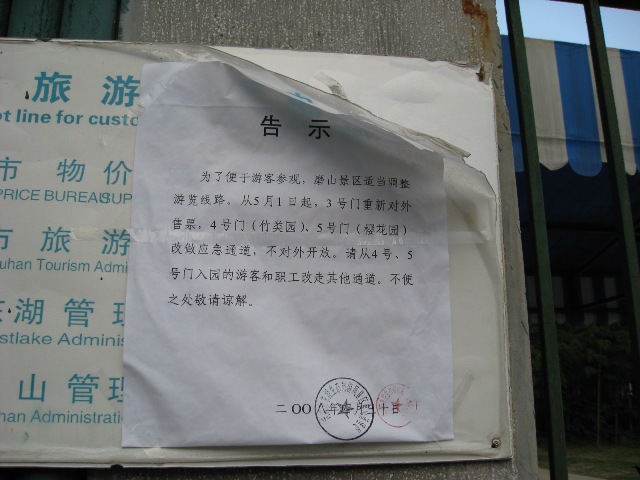 旅游
ot line for custo
市物价
PRICE BUREAU SUP
市旅游
uhan Tourism Admi
湖管理
stlake Adminis
山管理
han Administrati
告示
为了便于游客参观，磨山景区适当调整
游览线路。从5月1日起，3号门重新对外
售票，4号门（竹类园）、5号门（樱花园）
改做应急通道，不对外开放。请从4号、5
号门入园的游客和职工改走其他通道。不便
之处敬请谅解。
二〇〇八年四月